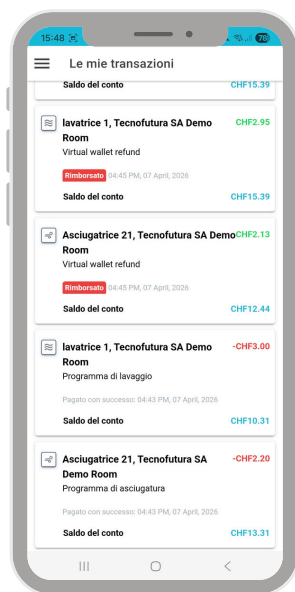 15:48
78
Le mie transazioni
Saldo del conto CHF15.39
lavatrice 1, Tecnofutura SA Demo CHF2.95
Room
Virtual wallet refund
Rimborsato 04:45 PM, 07 April, 2026
Saldo del conto CHF15.39
Asciugatrice 21, Tecnofutura SA Demo CHF2.13
Room
Virtual wallet refund
Rimborsato 04:45 PM, 07 April, 2026
Saldo del conto CHF12.44
lavatrice 1, Tecnofutura SA Demo -CHF3.00
Room
Programma di lavaggio
Pagato con successo: 04:43 PM, 07 April, 2026
Saldo del conto CHF10.31
Asciugatrice 21, Tecnofutura SA -CHF2.20
Demo Room
Programma di asciugatura
Pagato con successo: 04:43 PM, 07 April, 2026
Saldo del conto CHF13.31